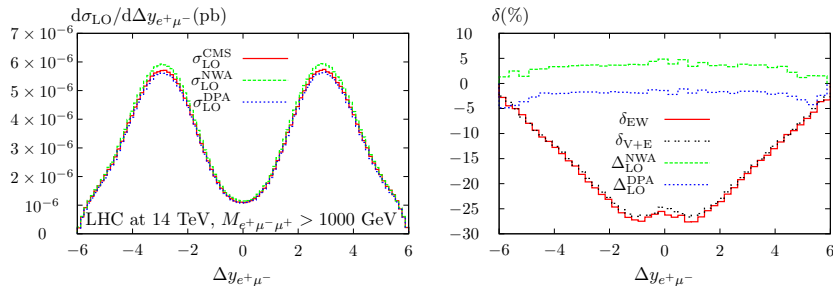 dσ_LO/dΔy_{e⁺μ⁻}(pb)
7 × 10⁻⁶
6 × 10⁻⁶
5 × 10⁻⁶
4 × 10⁻⁶
3 × 10⁻⁶
2 × 10⁻⁶
10⁻⁶
0
σ_LO^CMS
σ_LO^NWA
σ_LO^DPA
LHC at 14 TeV, M_{e⁺μ⁻μ⁺} > 1000 GeV
−6 −4 −2 0 2 4 6
Δy_{e⁺μ⁻}
δ(%)
10
5
0
−5
−10
−15
−20
−25
−30
δ_EW
δ_{V+E}
Δ_LO^NWA
Δ_LO^DPA
−6 −4 −2 0 2 4 6
Δy_{e⁺μ⁻}